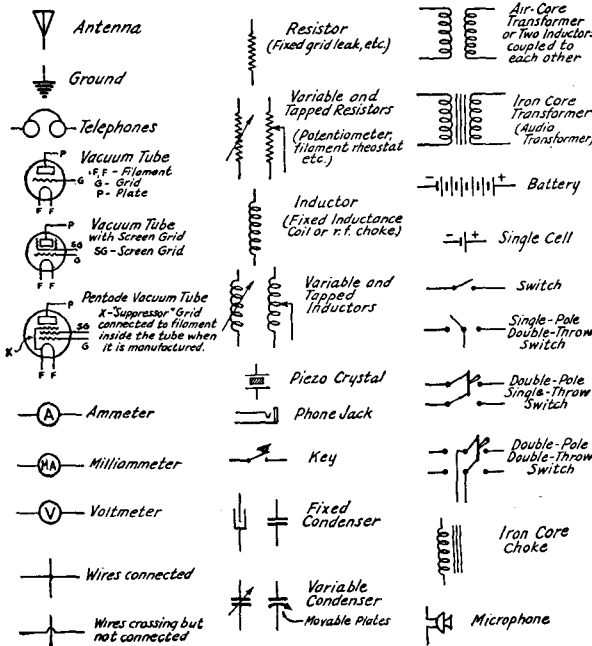 Antenna
Ground
Telephones
P
G
F F
Vacuum Tube
F, F - Filament
G - Grid
P - Plate
P
SG
G
F F
Vacuum Tube
with Screen Grid
SG - Screen Grid
Pentode Vacuum Tube
X-"Suppressor" Grid
connected to filament
inside the tube when
it is manufactured.
P
SG
G
X
F F
A
Ammeter
MA
Milliammeter
V
Voltmeter
Wires connected
Wires crossing but
not connected
Resistor
(Fixed grid leak, etc.)
Variable and
Tapped Resistors
(Potentiometer,
filament rheostat
etc.)
Inductor
(Fixed Inductance
Coil or r.f. choke)
Variable and
Tapped
Inductors
Piezo Crystal
Phone Jack
Key
Fixed
Condenser
Variable
Condenser
Movable Plates
Air-Core
Transformer
or Two Inductors
coupled to
each other
Iron Core
Transformer
(Audio
Transformer)
- +
Battery
- +
Single Cell
Switch
Single-Pole
Double-Throw
Switch
Double-Pole
Single-Throw
Switch
Double-Pole
Double-Throw
Switch
Iron Core
Choke
Microphone